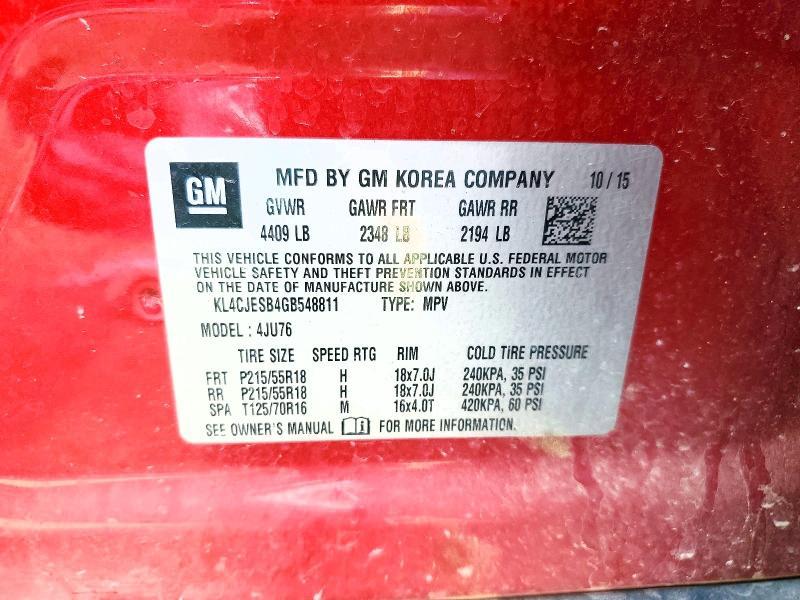 GM MFD BY GM KOREA COMPANY 10 / 15
GVWR GAWR FRT GAWR RR
4409 LB 2348 LB 2194 LB
THIS VEHICLE CONFORMS TO ALL APPLICABLE U.S. FEDERAL MOTOR
VEHICLE SAFETY AND THEFT PREVENTION STANDARDS IN EFFECT
ON THE DATE OF MANUFACTURE SHOWN ABOVE.
KL4CJESB4GB548811 TYPE: MPV
MODEL : 4JU76
TIRE SIZE SPEED RTG RIM COLD TIRE PRESSURE
FRT P215/55R18 H 18x7.0J 240KPA, 35 PSI
RR P215/55R18 H 18x7.0J 240KPA, 35 PSI
SPA T125/70R16 M 16x4.0T 420KPA, 60 PSI
SEE OWNER'S MANUAL FOR MORE INFORMATION.